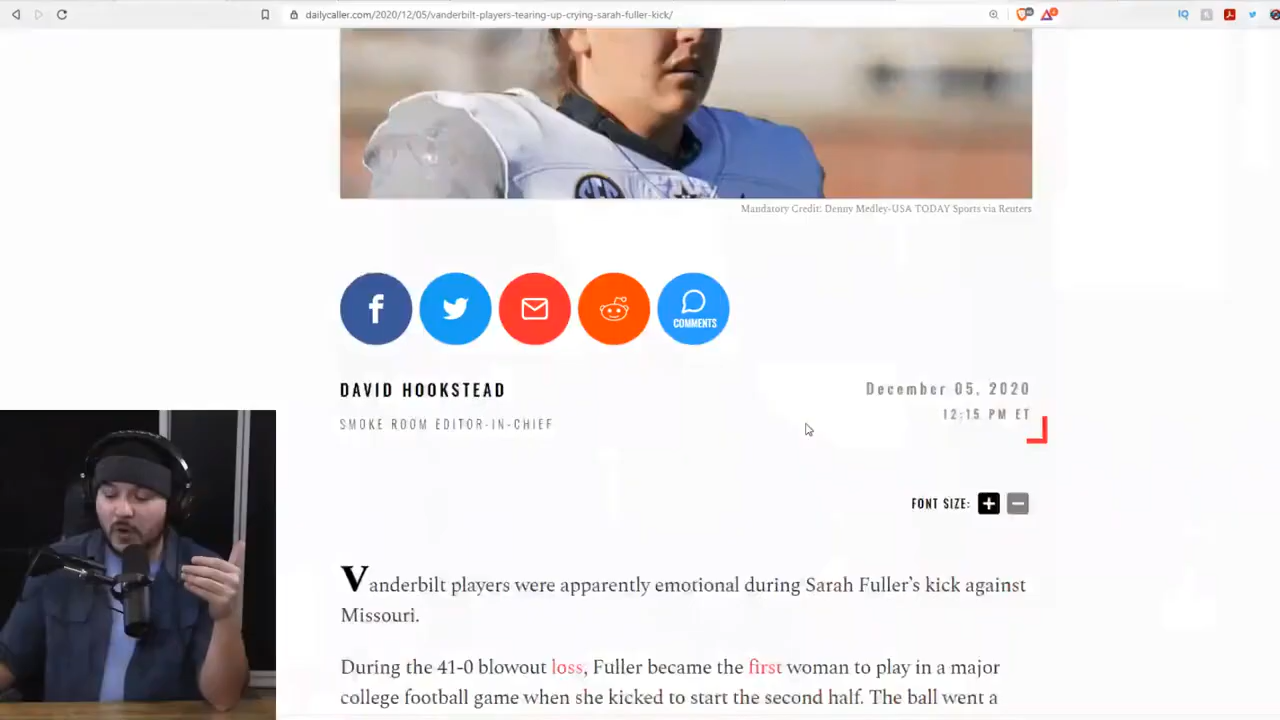 dailycaller.com/2020/12/05/vanderbilt-players-tearing-up-crying-sarah-fuller-kick/
SEC
Mandatory Credit: Denny Medley-USA TODAY Sports via Reuters
COMMENTS
DAVID HOOKSTEAD
December 05, 2020
SMOKE ROOM EDITOR-IN-CHIEF
12:15 PM ET
FONT SIZE:
Vanderbilt players were apparently emotional during Sarah Fuller's kick against
Missouri.
During the 41-0 blowout loss, Fuller became the first woman to play in a major
college football game when she kicked to start the second half. The ball went a